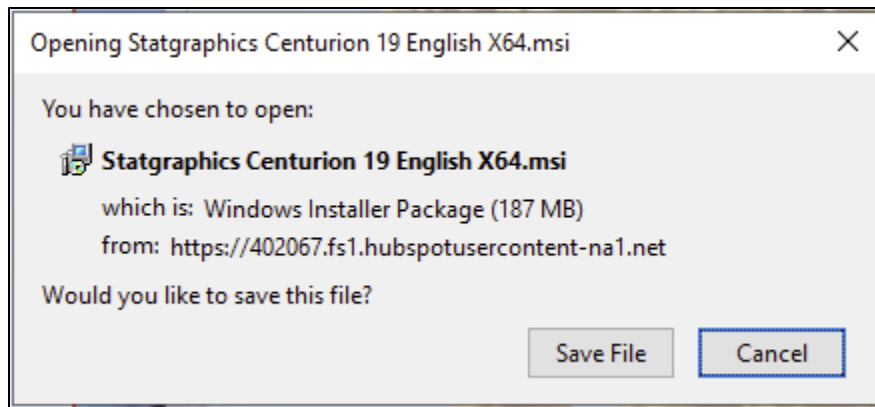 Opening Statgraphics Centurion 19 English X64.msi
You have chosen to open:
Statgraphics Centurion 19 English X64.msi
which is: Windows Installer Package (187 MB)
from: https://402067.fs1.hubspotusercontent-na1.net
Would you like to save this file?
Save File Cancel